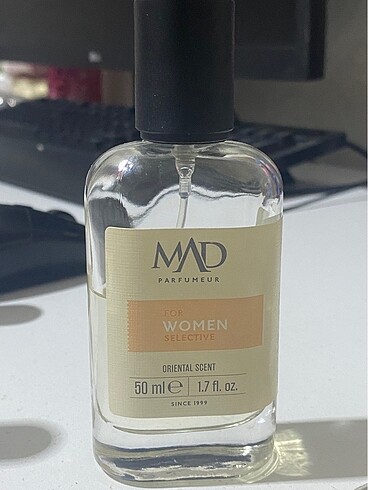 MAD
PARFUMEUR
FOR
WOMEN
SELECTIVE
ORIENTAL SCENT
50 ml ℮ 1.7 fl. oz.
SINCE 1999